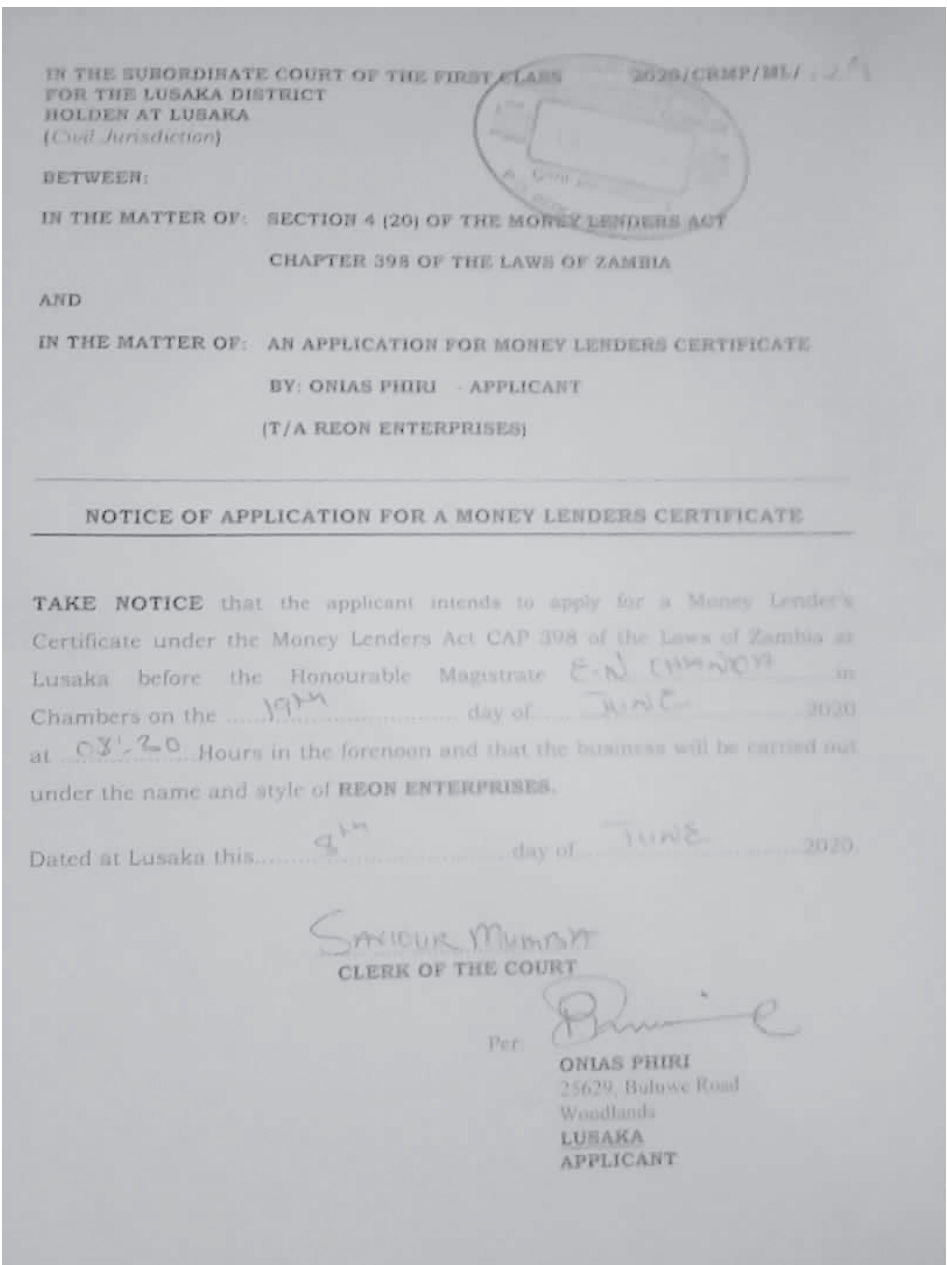 IN THE SUBORDINATE COURT OF THE FIRST CLASS 2020/CRMP/ML/
FOR THE LUSAKA DISTRICT
HOLDEN AT LUSAKA
(Civil Jurisdiction)
BETWEEN:
IN THE MATTER OF: SECTION 4 (20) OF THE MONEY LENDERS ACT
CHAPTER 398 OF THE LAWS OF ZAMBIA
AND
IN THE MATTER OF: AN APPLICATION FOR MONEY LENDERS CERTIFICATE
BY: ONIAS PHIRI - APPLICANT
(T/A REON ENTERPRISES)
NOTICE OF APPLICATION FOR A MONEY LENDERS CERTIFICATE
TAKE NOTICE that the applicant intends to apply for a Money Lender's
Certificate under the Money Lenders Act CAP 398 of the Laws of Zambia at
Lusaka before the Honourable Magistrate E.N CHANDA in
Chambers on the 19th day of JUNE 2020
at 08:20 Hours in the forenoon and that the business will be carried out
under the name and style of REON ENTERPRISES.
Dated at Lusaka this 8th day of JUNE 2020
SAVIOUR MUMBA
CLERK OF THE COURT
Per:
ONIAS PHIRI
25629, Buluwe Road
Woodlands
LUSAKA
APPLICANT